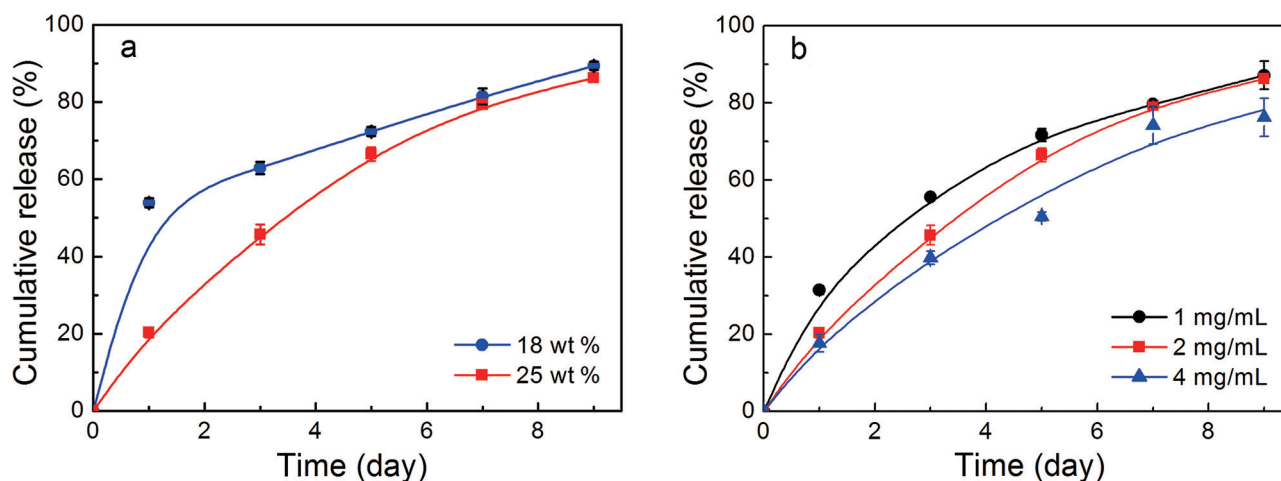 a
Cumulative release (%)
100
80
60
40
20
0
0 2 4 6 8
Time (day)
18 wt %
25 wt %
b
Cumulative release (%)
100
80
60
40
20
0
0 2 4 6 8
Time (day)
1 mg/mL
2 mg/mL
4 mg/mL